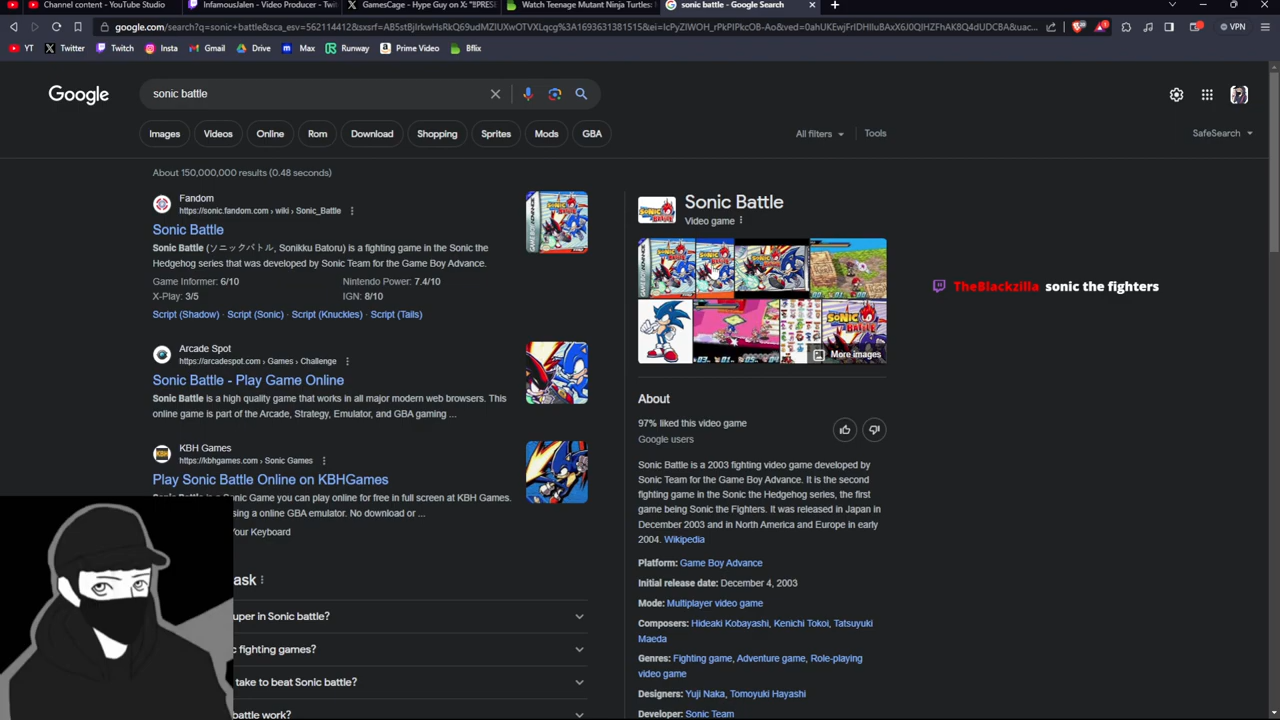 Channel content - YouTube Studio
InfamousJalen - Video Producer - Twit
GamesCage - Hype Guy on X: "BPRES
Watch Teenage Mutant Ninja Turtles:
sonic battle - Google Search
YT
Twitter
Twitch
Insta
Gmail
Drive
Max
Runway
Prime Video
Bflix
VPN
Google
sonic battle
Images
Videos
Online
Rom
Download
Shopping
Sprites
Mods
GBA
All filters
Tools
SafeSearch
About 150,000,000 results (0.48 seconds)
Fandom
https://sonic.fandom.com › wiki › Sonic_Battle
Sonic Battle
Sonic Battle (ソニックバトル, Sonikku Batoru) is a fighting game in the Sonic the
Hedgehog series that was developed by Sonic Team for the Game Boy Advance.
Game Informer: 6/10
Nintendo Power: 7.4/10
X-Play: 3/5
IGN: 8/10
Script (Shadow) · Script (Sonic) · Script (Knuckles) · Script (Tails)
Arcade Spot
https://arcadespot.com › Games › Challenge
Sonic Battle - Play Game Online
Sonic Battle is a high quality game that works in all major modern web browsers. This
online game is part of the Arcade, Strategy, Emulator, and GBA gaming ...
KBH Games
https://kbhgames.com › Sonic Games
Play Sonic Battle Online on KBHGames
Sonic Battle is a Sonic Game you can play online for free in full screen at KBH Games.
using a online GBA emulator. No download or ...
Your Keyboard
ask
uper in Sonic battle?
c fighting games?
take to beat Sonic battle?
battle work?
Sonic Battle
Video game
More images
About
97% liked this video game
Google users
Sonic Battle is a 2003 fighting video game developed by
Sonic Team for the Game Boy Advance. It is the second
fighting game in the Sonic the Hedgehog series, the first
game being Sonic the Fighters. It was released in Japan in
December 2003 and in North America and Europe in early
2004. Wikipedia
Platform: Game Boy Advance
Initial release date: December 4, 2003
Mode: Multiplayer video game
Composers: Hideaki Kobayashi, Kenichi Tokoi, Tatsuyuki
Maeda
Genres: Fighting game, Adventure game, Role-playing
video game
Designers: Yuji Naka, Tomoyuki Hayashi
Developer: Sonic Team
TheBlackzilla sonic the fighters